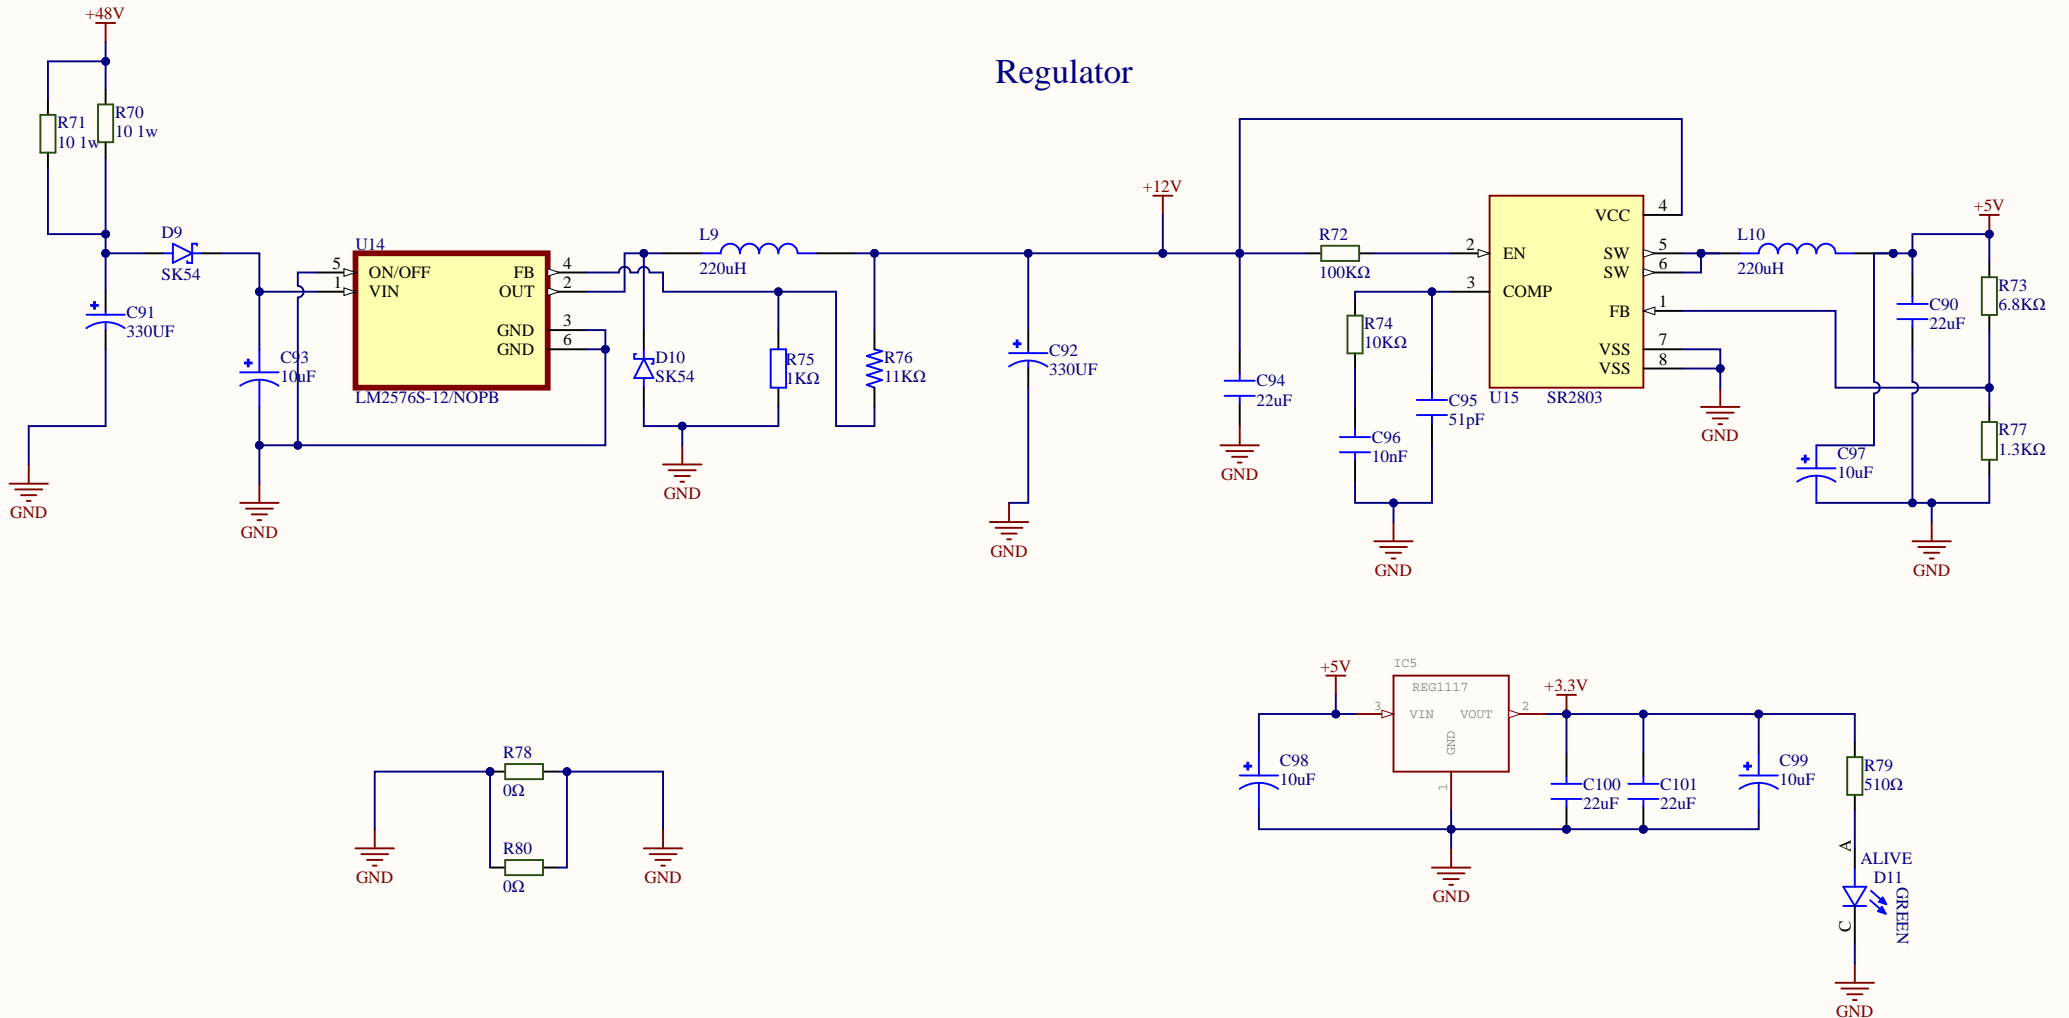 Regulator
+48V
R71
10 1w
R70
10 1w
D9
SK54
C91
330UF
GND
C93
10uF
GND
U14
5
1
ON/OFF
VIN
FB
OUT
GND
GND
4
2
3
6
LM2576S-12/NOPB
L9
220uH
D10
SK54
R75
1KΩ
R76
11KΩ
GND
C92
330UF
GND
+12V
C94
22uF
GND
R72
100KΩ
R74
10KΩ
C96
10nF
C95
51pF
GND
2
3
EN
COMP
VCC
SW
SW
FB
VSS
VSS
4
5
6
1
7
8
U15
SR2803
GND
L10
220uH
+5V
C90
22uF
R73
6.8KΩ
R77
1.3KΩ
C97
10uF
GND
R78
0Ω
R80
0Ω
GND
GND
+5V
C98
10uF
IC5
REG1117
3
VIN
VOUT
2
GND
1
GND
+3.3V
C100
22uF
C101
22uF
C99
10uF
R79
510Ω
A
ALIVE
D11
GREEN
C
GND